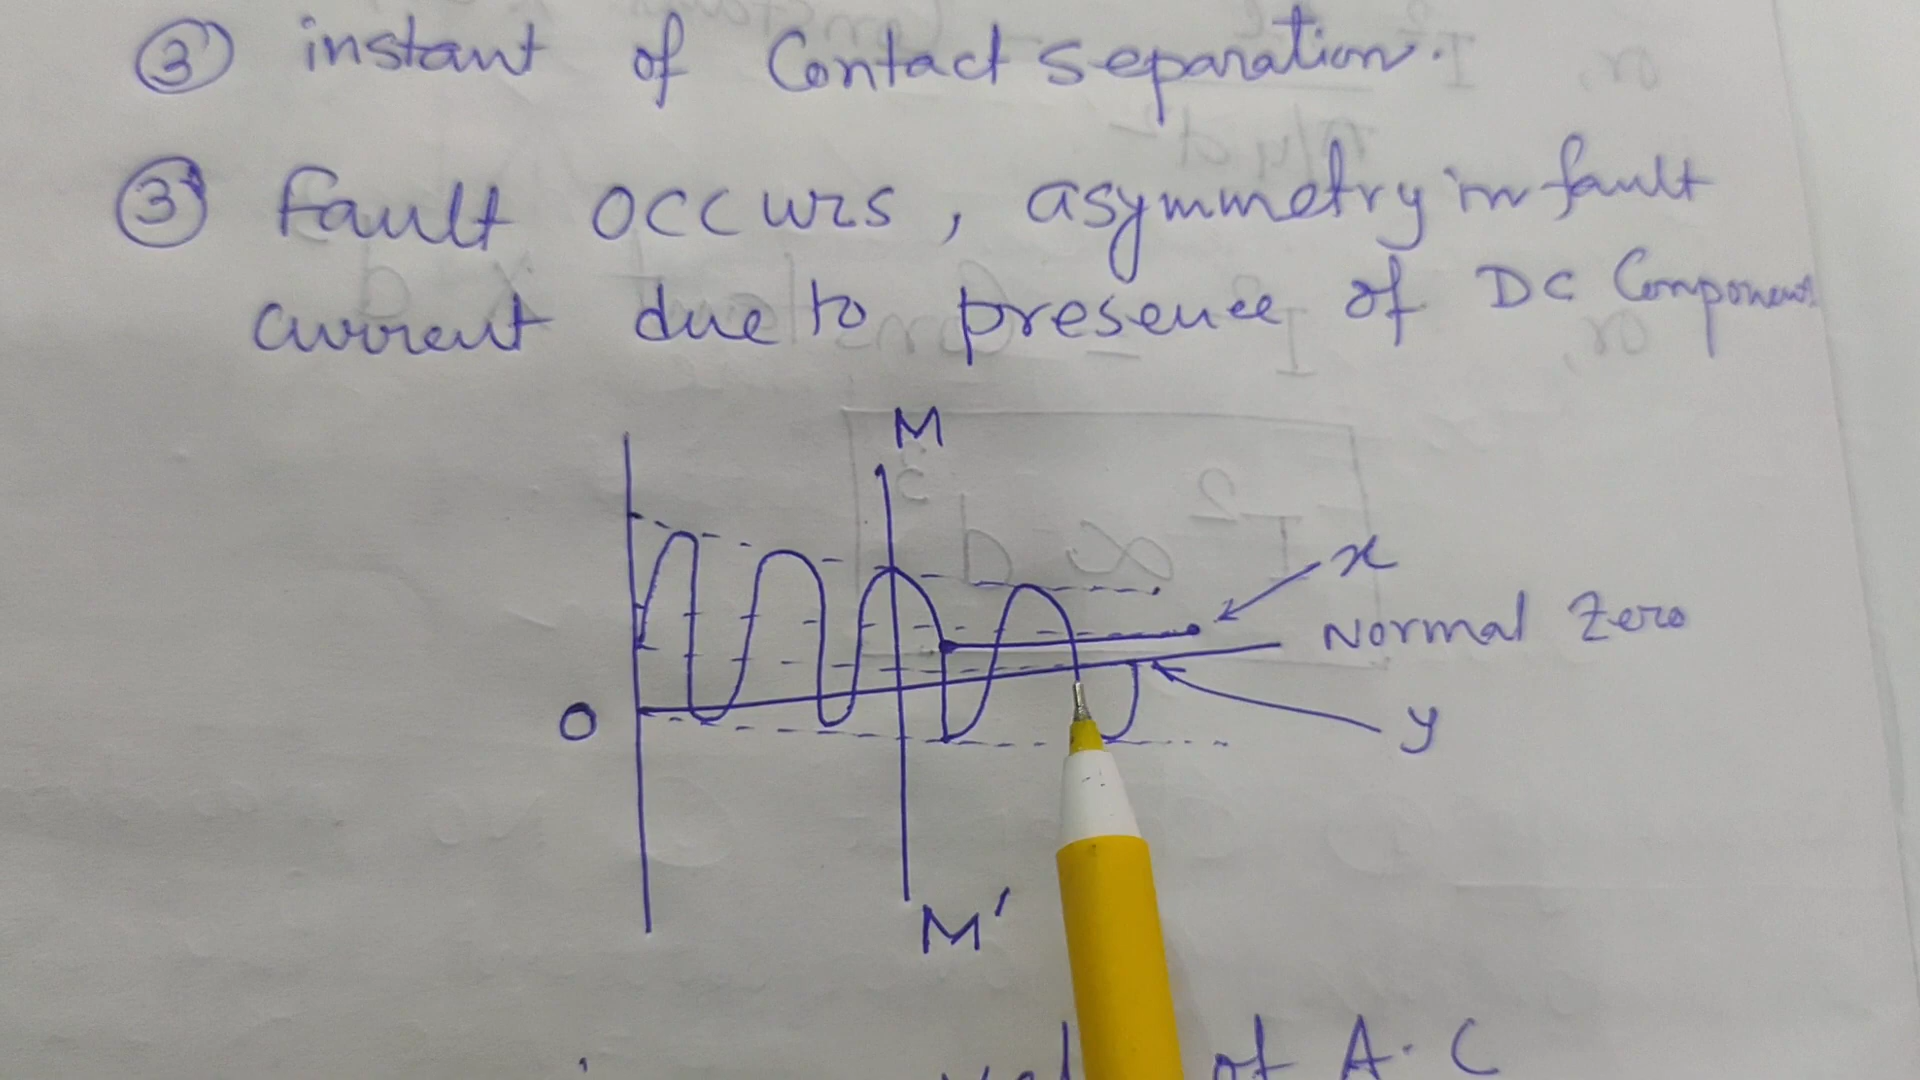 ③ instant of Contact separation.
③ Fault occurs, asymmetry in fault
current due to presence of DC Component
M
x
Normal Zero
O
y
M'
of A.C